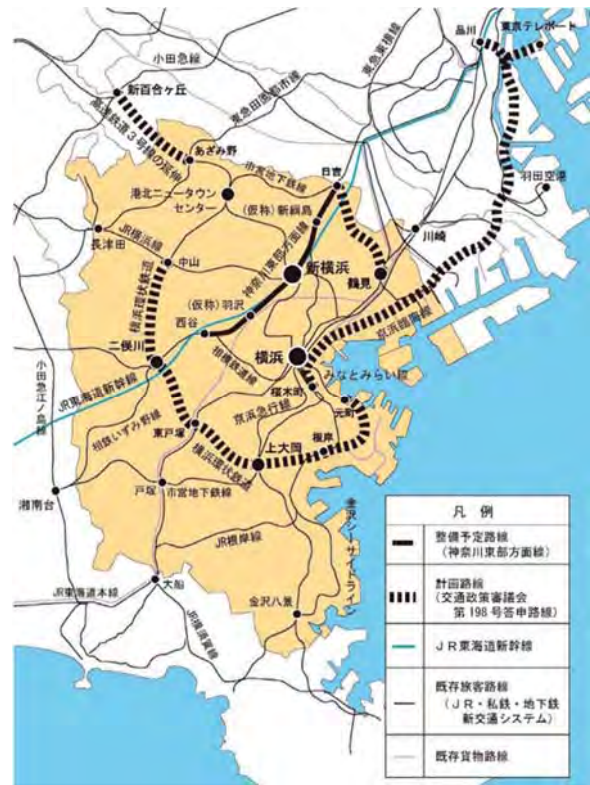 品川
東京テレポート
小田急線
東急東横線
新百合ヶ丘
東急田園都市線
高速鉄道3号線の延伸
あざみ野
日吉
市営地下鉄線
羽田空港
港北ニュータウン
センター
(仮称)新綱島
川崎
JR横浜線
長津田
神奈川東部方面線
中山
新横浜
鶴見
横浜環状鉄道
(仮称)羽沢
京浜臨海線
西谷
二俣川
横浜
相模鉄道線
みなとみらい線
小田急江ノ島線
JR東海道新幹線
桜木町
元町
京浜急行線
相鉄いずみ野線
東戸塚
根岸
横浜環状鉄道
上大岡
戸塚
市営地下鉄線
湘南台
金沢シーサイドライン
JR根岸線
大船
JR東海道本線
金沢八景
JR横須賀線
凡例
整備予定路線
(神奈川東部方面線)
計画路線
(交通政策審議会
第198号答申路線)
JR東海道新幹線
既存旅客路線
(JR・私鉄・地下鉄
新交通システム)
既存貨物路線